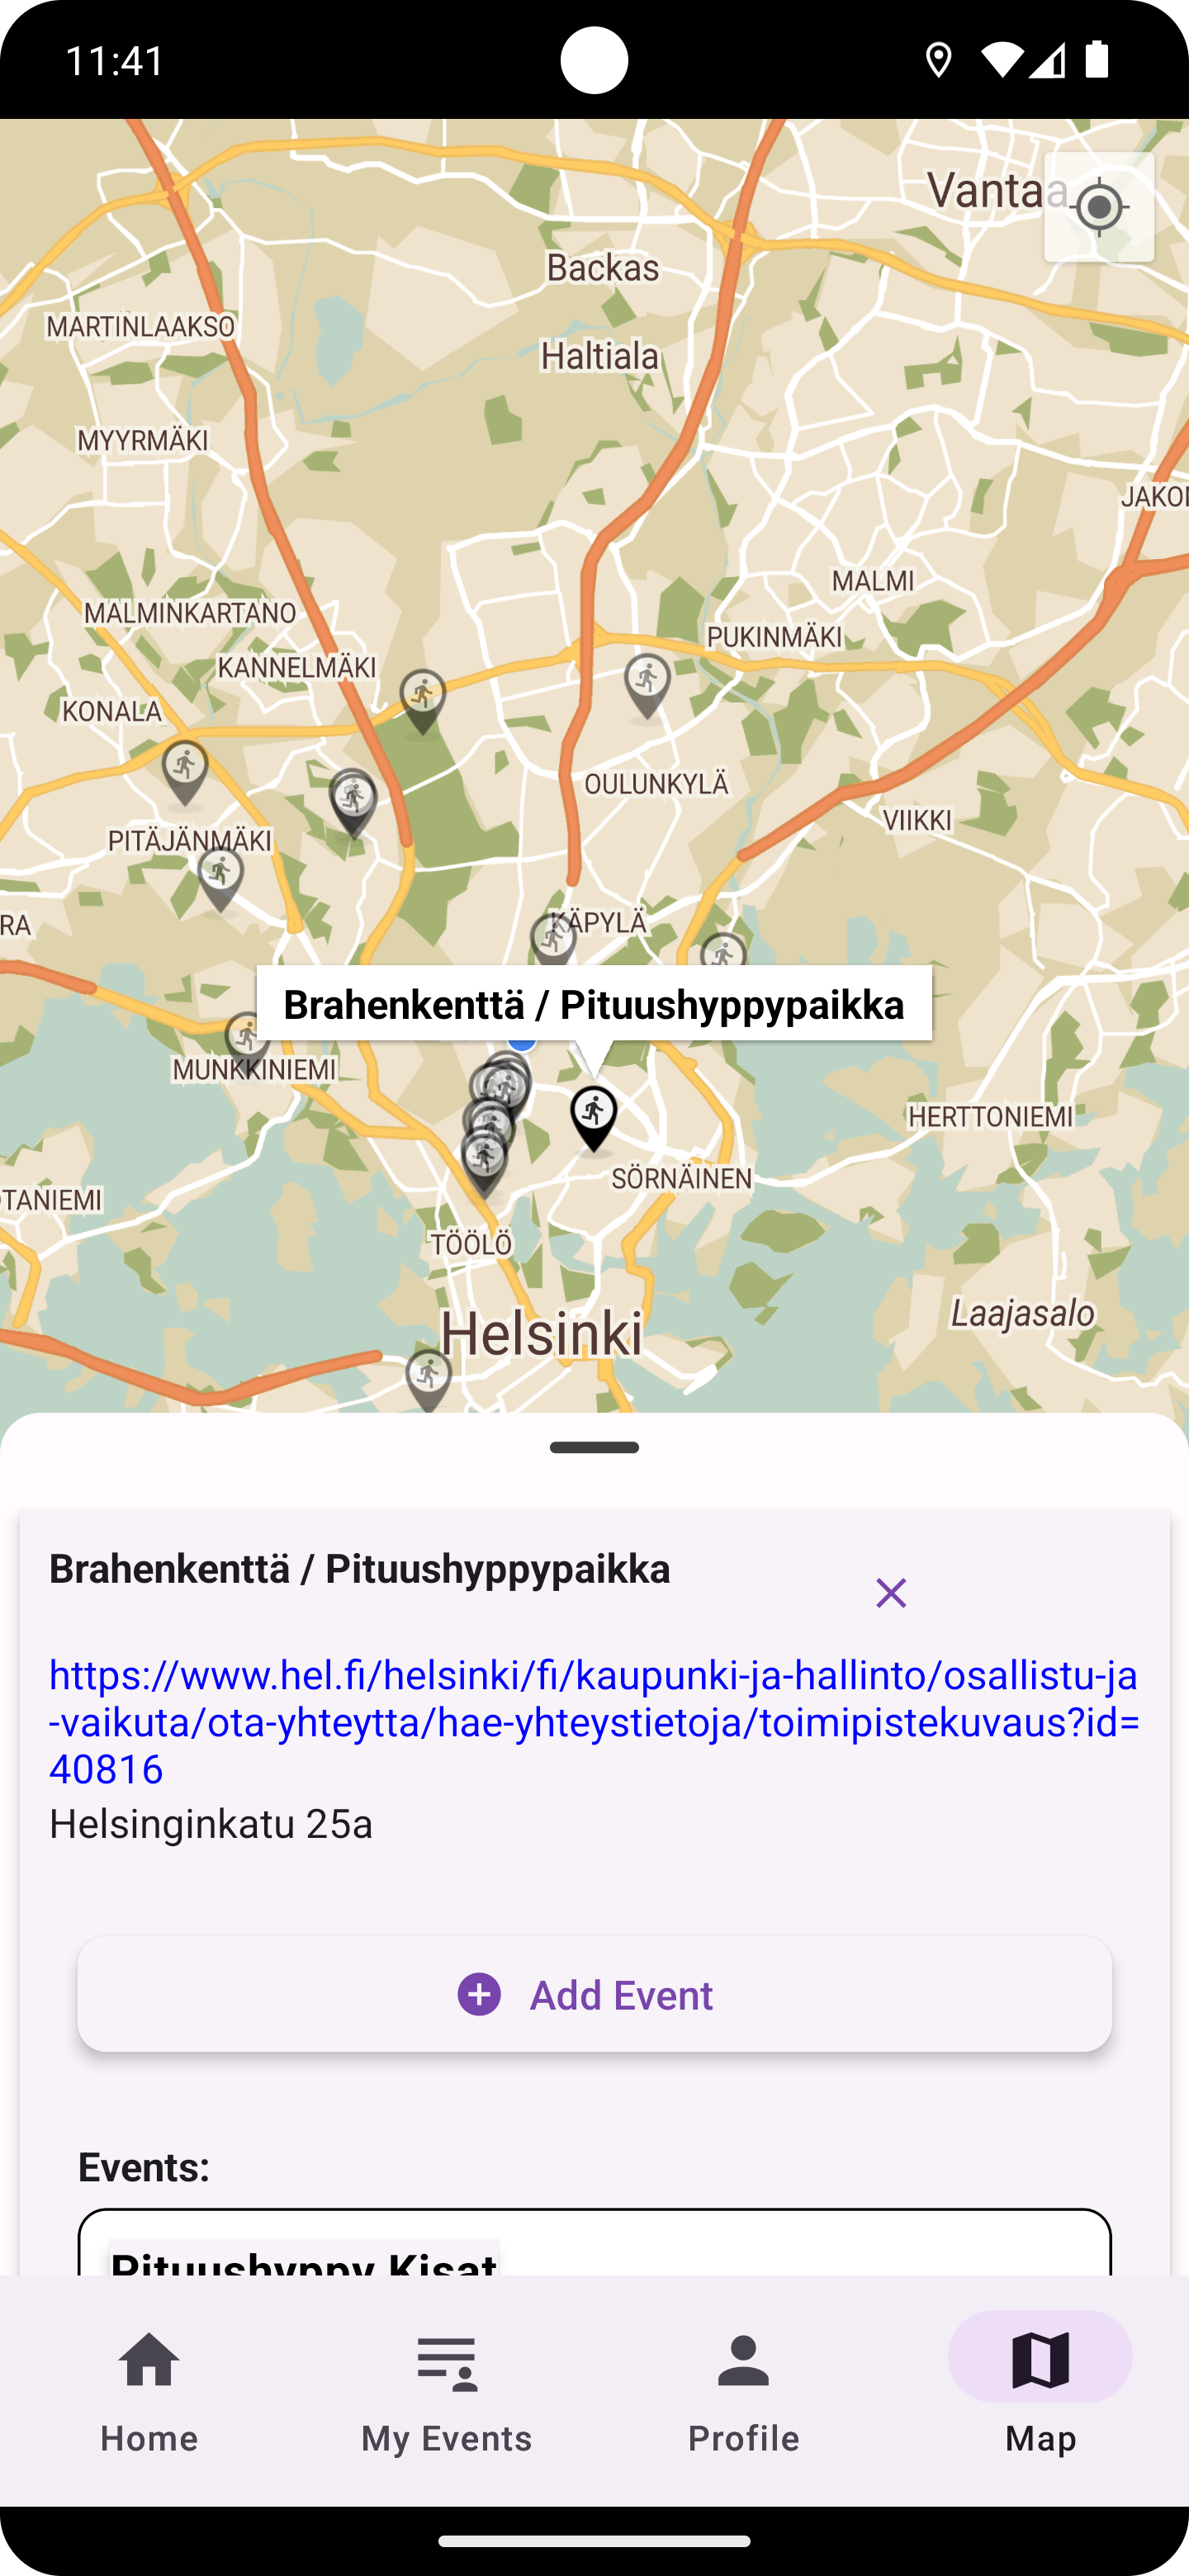 11:41
Vantaa
Backas
MARTINLAAKSO
Haltiala
MYYRMÄKI
MALMI
MALMINKARTANO
PUKINMÄKI
KANNELMÄKI
KONALA
OULUNKYLÄ
VIIKKI
PITÄJÄNMÄKI
KÄPYLÄ
RA
Brahenkenttä / Pituushyppypaikka
MUNKKINIEMI
HERTTONIEMI
SÖRNÄINEN
TANIEMI
TÖÖLÖ
Laajasalo
Helsinki
Brahenkenttä / Pituushyppypaikka
https://www.hel.fi/helsinki/fi/kaupunki-ja-hallinto/osallistu-ja
-vaikuta/ota-yhteytta/hae-yhteystietoja/toimipistekuvaus?id=
40816
Helsinginkatu 25a
Add Event
Events:
Pituushyppy Kisat
Home
My Events
Profile
Map